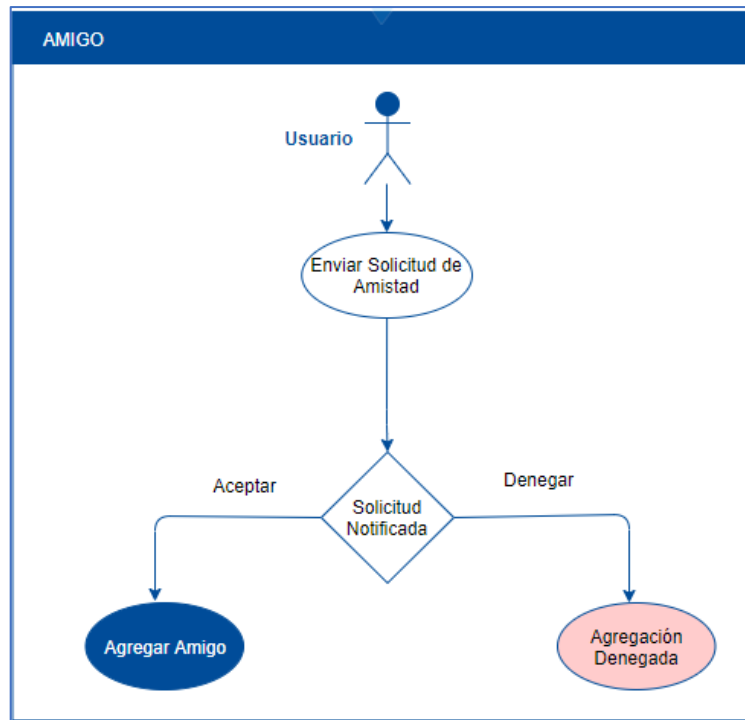 AMIGO
Usuario
Enviar Solicitud de
Amistad
Aceptar
Denegar
Solicitud
Notificada
Agregar Amigo
Agregación
Denegada